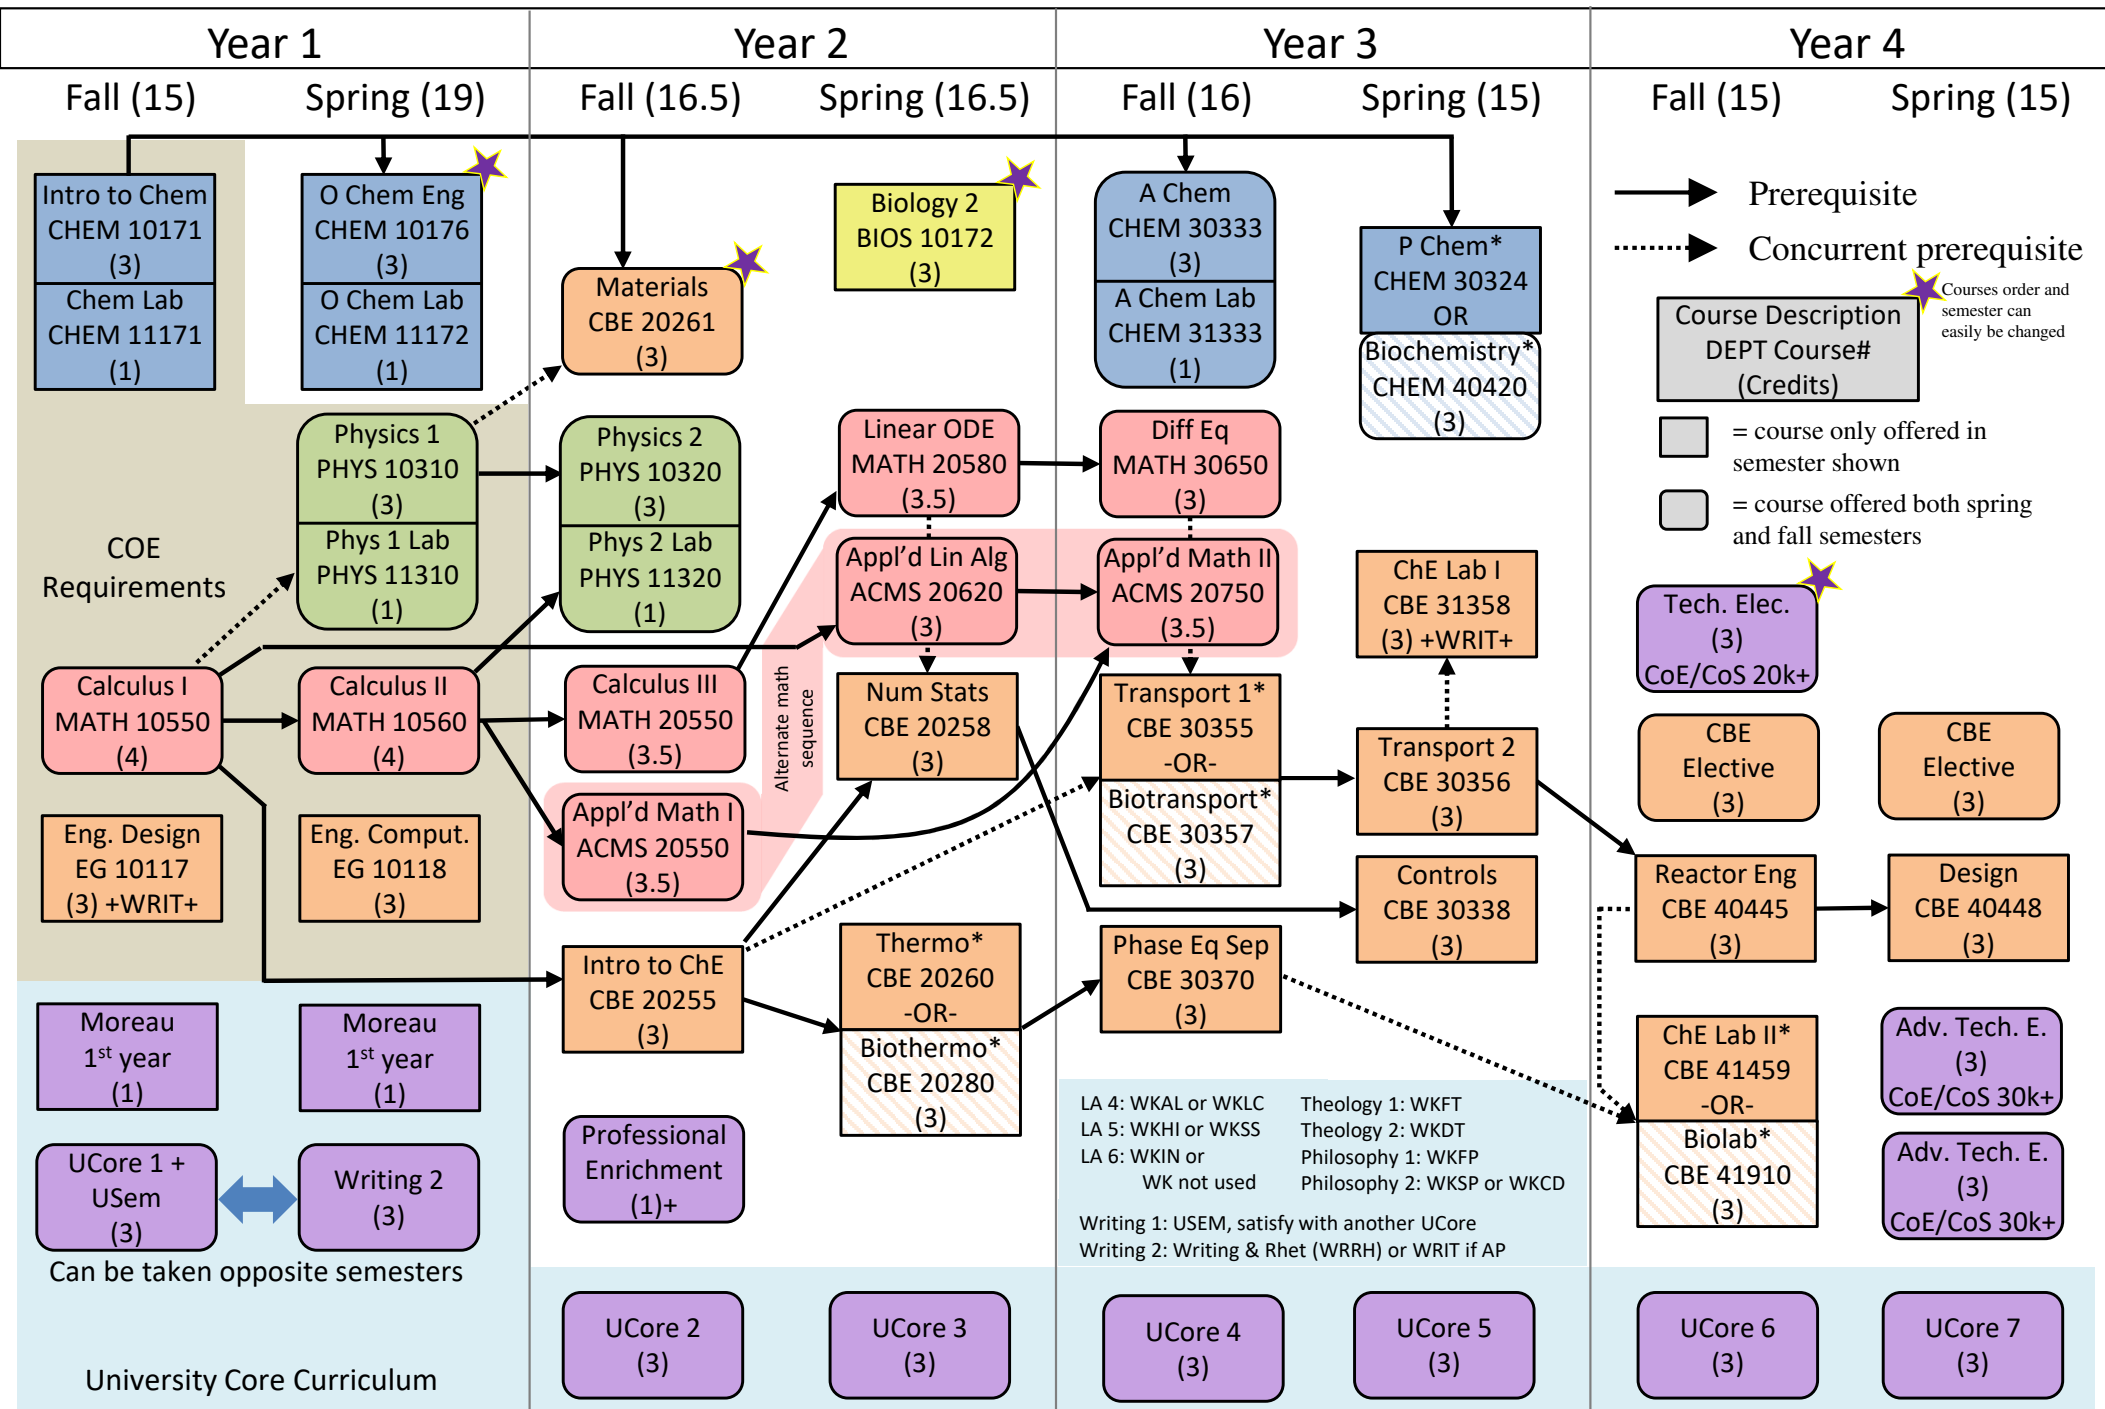 Year 1
Year 2
Year 3
Year 4
Fall (15)
Spring (19)
Fall (16.5)
Spring (16.5)
Fall (16)
Spring (15)
Fall (15)
Spring (15)
Intro to Chem
CHEM 10171
(3)
Chem Lab
CHEM 11171
(1)
COE
Requirements
Calculus I
MATH 10550
(4)
Eng. Design
EG 10117
(3) +WRIT+
Moreau
1st year
(1)
UCore 1 +
USem
(3)
O Chem Eng
CHEM 10176
(3)
O Chem Lab
CHEM 11172
(1)
Physics 1
PHYS 10310
(3)
Phys 1 Lab
PHYS 11310
(1)
Calculus II
MATH 10560
(4)
Eng. Comput.
EG 10118
(3)
Moreau
1st year
(1)
Writing 2
(3)
Can be taken opposite semesters
University Core Curriculum
Materials
CBE 20261
(3)
Physics 2
PHYS 10320
(3)
Phys 2 Lab
PHYS 11320
(1)
Calculus III
MATH 20550
(3.5)
Appl’d Math I
ACMS 20550
(3.5)
Alternate math
sequence
Intro to ChE
CBE 20255
(3)
Professional
Enrichment
(1)+
UCore 2
(3)
Biology 2
BIOS 10172
(3)
Linear ODE
MATH 20580
(3.5)
Appl’d Lin Alg
ACMS 20620
(3)
Num Stats
CBE 20258
(3)
Thermo*
CBE 20260
-OR-
Biothermo*
CBE 20280
(3)
UCore 3
(3)
A Chem
CHEM 30333
(3)
A Chem Lab
CHEM 31333
(1)
Diff Eq
MATH 30650
(3)
Appl’d Math II
ACMS 20750
(3.5)
Transport 1*
CBE 30355
-OR-
Biotransport*
CBE 30357
(3)
Phase Eq Sep
CBE 30370
(3)
P Chem*
CHEM 30324
OR
Biochemistry*
CHEM 40420
(3)
ChE Lab I
CBE 31358
(3) +WRIT+
Transport 2
CBE 30356
(3)
Controls
CBE 30338
(3)
LA 4: WKAL or WKLC
LA 5: WKHI or WKSS
LA 6: WKIN or
WK not used
Theology 1: WKFT
Theology 2: WKDT
Philosophy 1: WKFP
Philosophy 2: WKSP or WKCD
Writing 1: USEM, satisfy with another UCore
Writing 2: Writing & Rhet (WRRH) or WRIT if AP
UCore 4
(3)
UCore 5
(3)
Prerequisite
Concurrent prerequisite
Course Description
DEPT Course#
(Credits)
Courses order and
semester can
easily be changed
= course only offered in
semester shown
= course offered both spring
and fall semesters
Tech. Elec.
(3)
CoE/CoS 20k+
CBE
Elective
(3)
CBE
Elective
(3)
Reactor Eng
CBE 40445
(3)
Design
CBE 40448
(3)
ChE Lab II*
CBE 41459
-OR-
Biolab*
CBE 41910
(3)
Adv. Tech. E.
(3)
CoE/CoS 30k+
Adv. Tech. E.
(3)
CoE/CoS 30k+
UCore 6
(3)
UCore 7
(3)